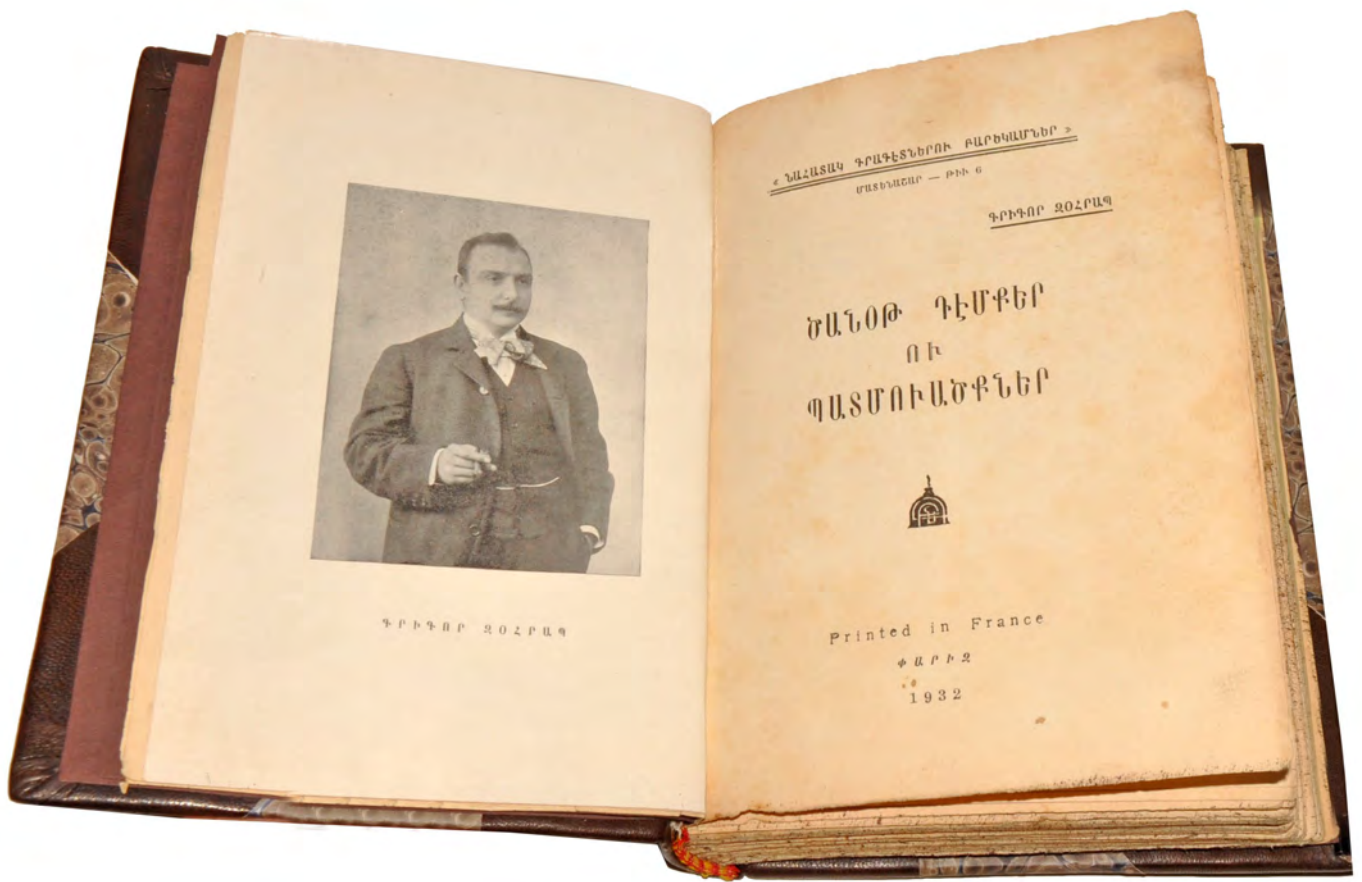 ԳՐԻԳՈՐ ԶՕՀՐԱՊ
« ՆԱՀԱՏԱԿ ԳՐԱԳԷՏՆԵՐՈՒ ԲԱՐԵԿԱՄՆԵՐ »
ՄԱՏԵՆԱՇԱՐ — ԹԻՒ 6
ԳՐԻԳՈՐ ԶՕՀՐԱՊ
ԾԱՆՕԹ ԴԷՄՔԵՐ
ՈՒ
ՊԱՏՄՈՒԱԾՔՆԵՐ
Printed in France
ՓԱՐԻԶ
1932